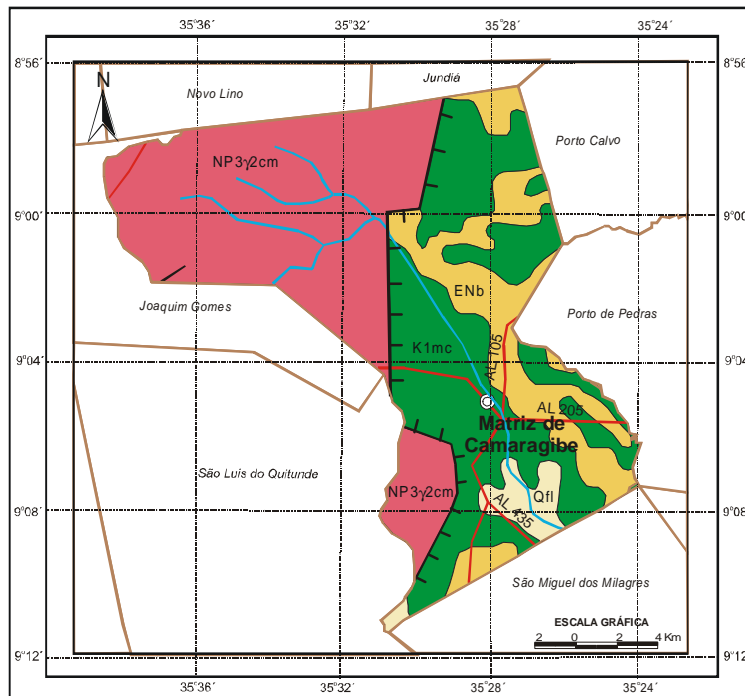 35°36´ 35°32´ 35°28´ 35°24´
8°56´ 8°56´
N
Novo Lino
Jundiá
Porto Calvo
NP3γ2cm
9°00´ 9°00´
ENb
Joaquim Gomes
Porto de Pedras
K1mc
AL 105
9°04´ 9°04´
AL 205
Matriz de
Camaragibe
São Luis do Quitunde
NP3γ2cm
Qfl
AL 435
9°08´ 9°08´
São Miguel dos Milagres
ESCALA GRÁFICA
2 0 2 4 Km
9°12´ 9°12´
35°36´ 35°32´ 35°28´ 35°24´